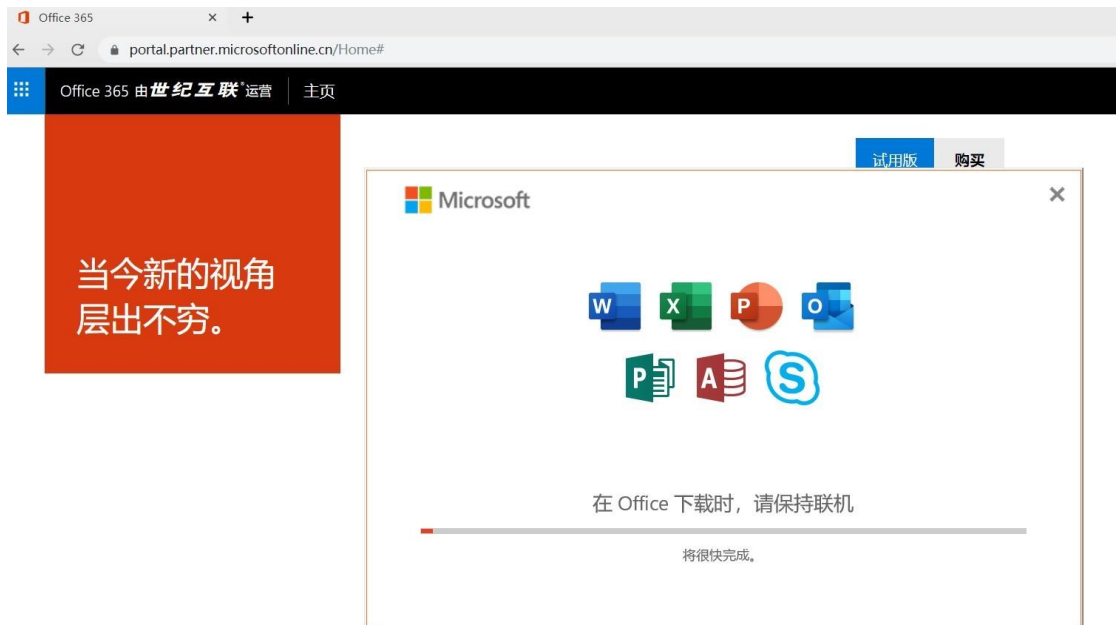 Office 365
portal.partner.microsoftonline.cn/Home#
Office 365 由世纪互联®运营 主页
试用版 购买
Microsoft
当今新的视角
层出不穷。
W X P O
P A S
在 Office 下载时，请保持联机
将很快完成。